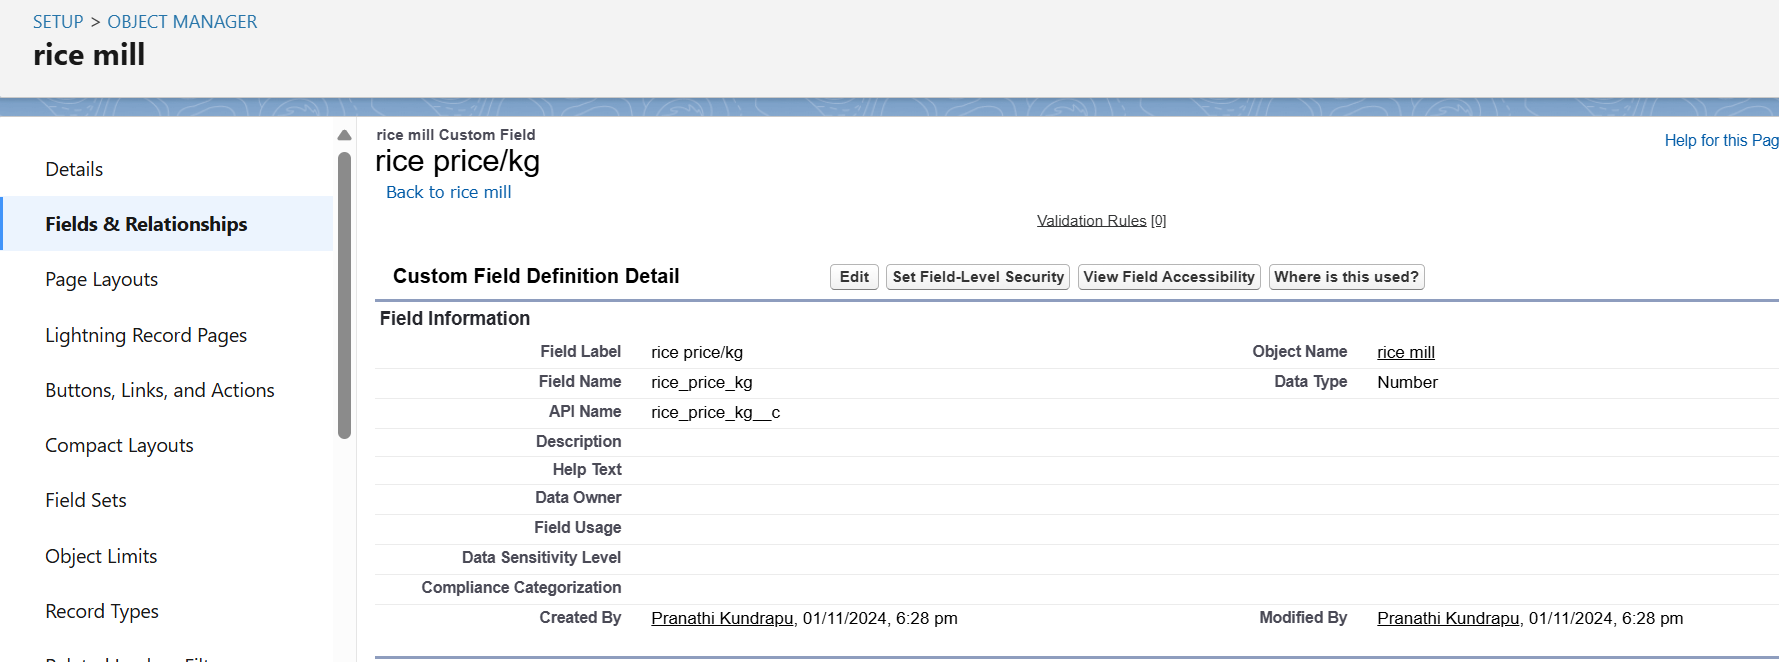 SETUP > OBJECT MANAGER
rice mill
Details
Fields & Relationships
Page Layouts
Lightning Record Pages
Buttons, Links, and Actions
Compact Layouts
Field Sets
Object Limits
Record Types
rice mill Custom Field
rice price/kg
Back to rice mill
Help for this Pag
Validation Rules [0]
Custom Field Definition Detail Edit Set Field-Level Security View Field Accessibility Where is this used?
Field Information
Field Label rice price/kg Object Name rice mill
Field Name rice_price_kg Data Type Number
API Name rice_price_kg__c
Description
Help Text
Data Owner
Field Usage
Data Sensitivity Level
Compliance Categorization
Created By Pranathi Kundrapu, 01/11/2024, 6:28 pm Modified By Pranathi Kundrapu, 01/11/2024, 6:28 pm